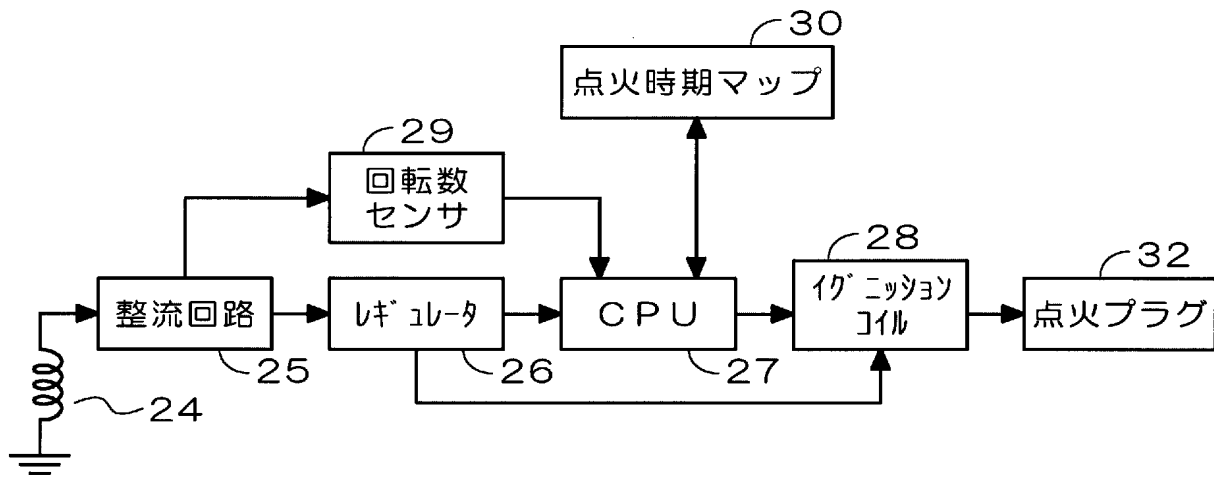 30
点火時期マップ
29
回転数
センサ
28
イグニッション
コイル
32
点火プラグ
整流回路
レギュレータ
CPU
25
26
27
24